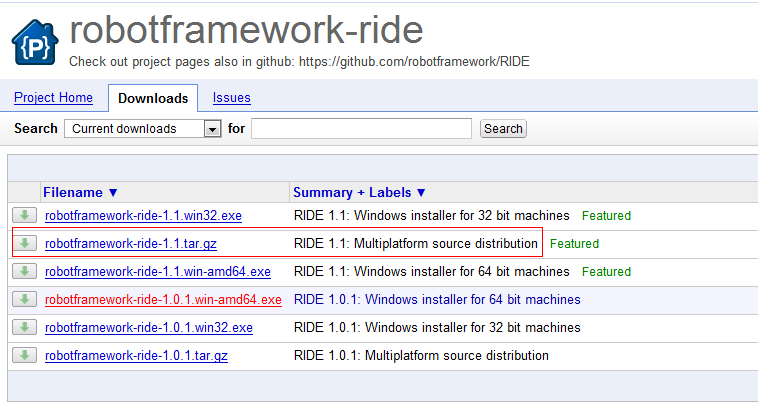 {P}
robotframework-ride
Check out project pages also in github: https://github.com/robotframework/RIDE
Project Home Downloads Issues
Search Current downloads for Search
Filename ▼ Summary + Labels ▼
robotframework-ride-1.1.win32.exe RIDE 1.1: Windows installer for 32 bit machines Featured
robotframework-ride-1.1.tar.gz RIDE 1.1: Multiplatform source distribution Featured
robotframework-ride-1.1.win-amd64.exe RIDE 1.1: Windows installer for 64 bit machines Featured
robotframework-ride-1.0.1.win-amd64.exe RIDE 1.0.1: Windows installer for 64 bit machines
robotframework-ride-1.0.1.win32.exe RIDE 1.0.1: Windows installer for 32 bit machines
robotframework-ride-1.0.1.tar.gz RIDE 1.0.1: Multiplatform source distribution